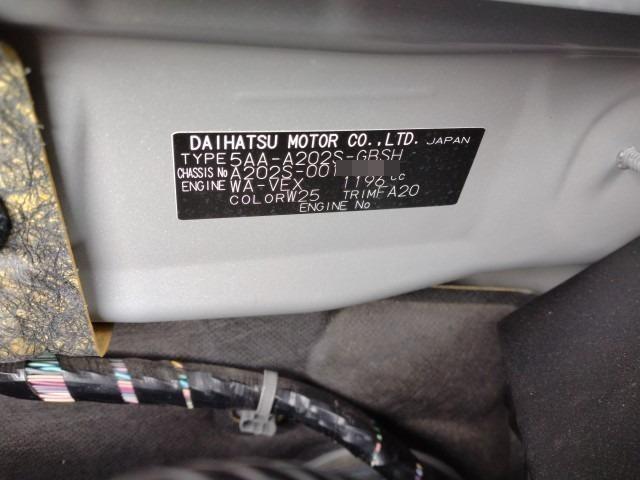 DAIHATSU MOTOR CO.,LTD. JAPAN
TYPE 5AA-A202S-GBSH
CHASSIS No A202S-001
ENGINE WA-VEX 1196 cc
COLOR W25 TRIM FA20
ENGINE No